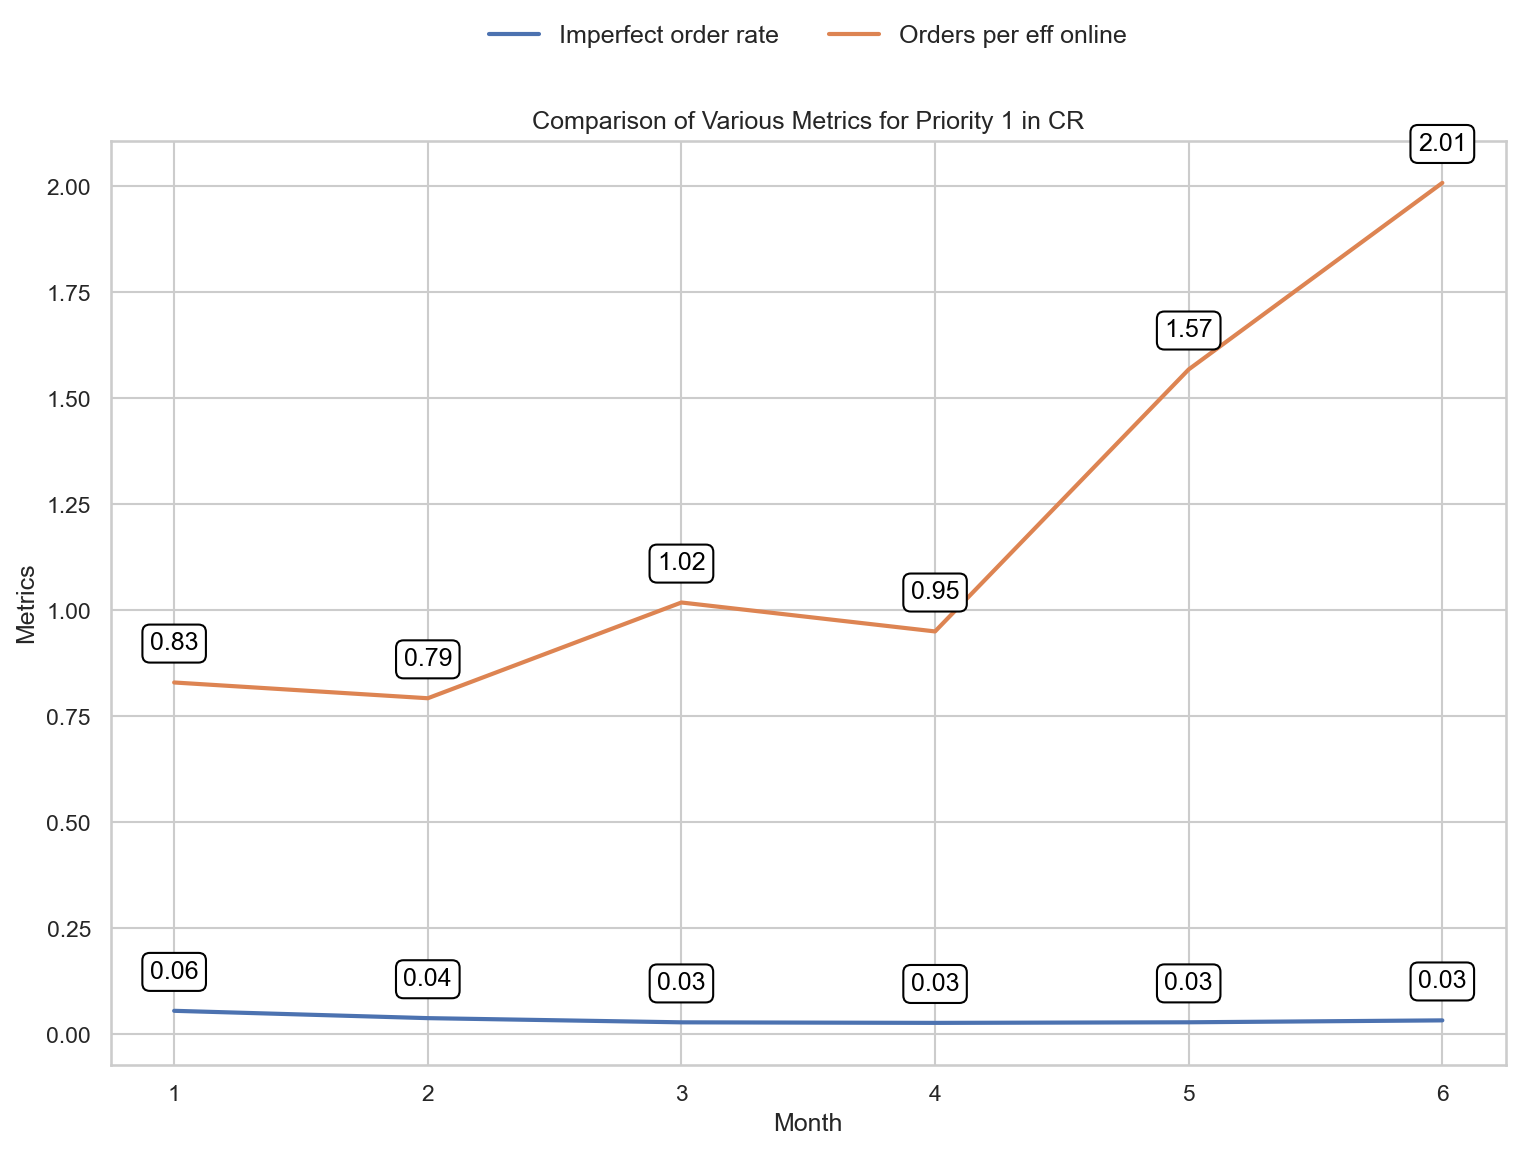 Imperfect order rate Orders per eff online
Comparison of Various Metrics for Priority 1 in CR
2.01
2.00
1.75
1.57
1.50
1.25
1.02
0.95
1.00
Metrics
0.83
0.79
0.75
0.50
0.25
0.06 0.04 0.03 0.03 0.03 0.03
0.00
1 2 3 4 5 6
Month